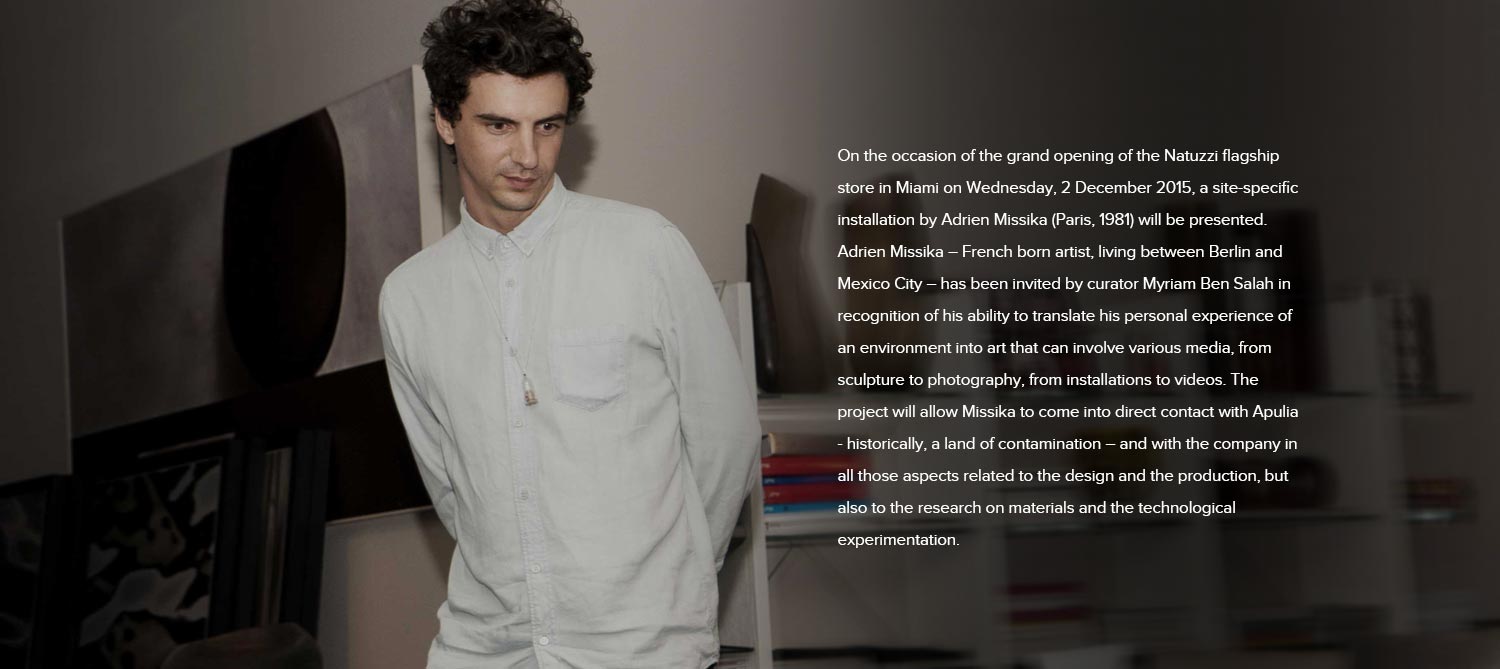 On the occasion of the grand opening of the Natuzzi flagship
store in Miami on Wednesday, 2 December 2015, a site-specific
installation by Adrien Missika (Paris, 1981) will be presented.
Adrien Missika – French born artist, living between Berlin and
Mexico City – has been invited by curator Myriam Ben Salah in
recognition of his ability to translate his personal experience of
an environment into art that can involve various media, from
sculpture to photography, from installations to videos. The
project will allow Missika to come into direct contact with Apulia
- historically, a land of contamination – and with the company in
all those aspects related to the design and the production, but
also to the research on materials and the technological
experimentation.